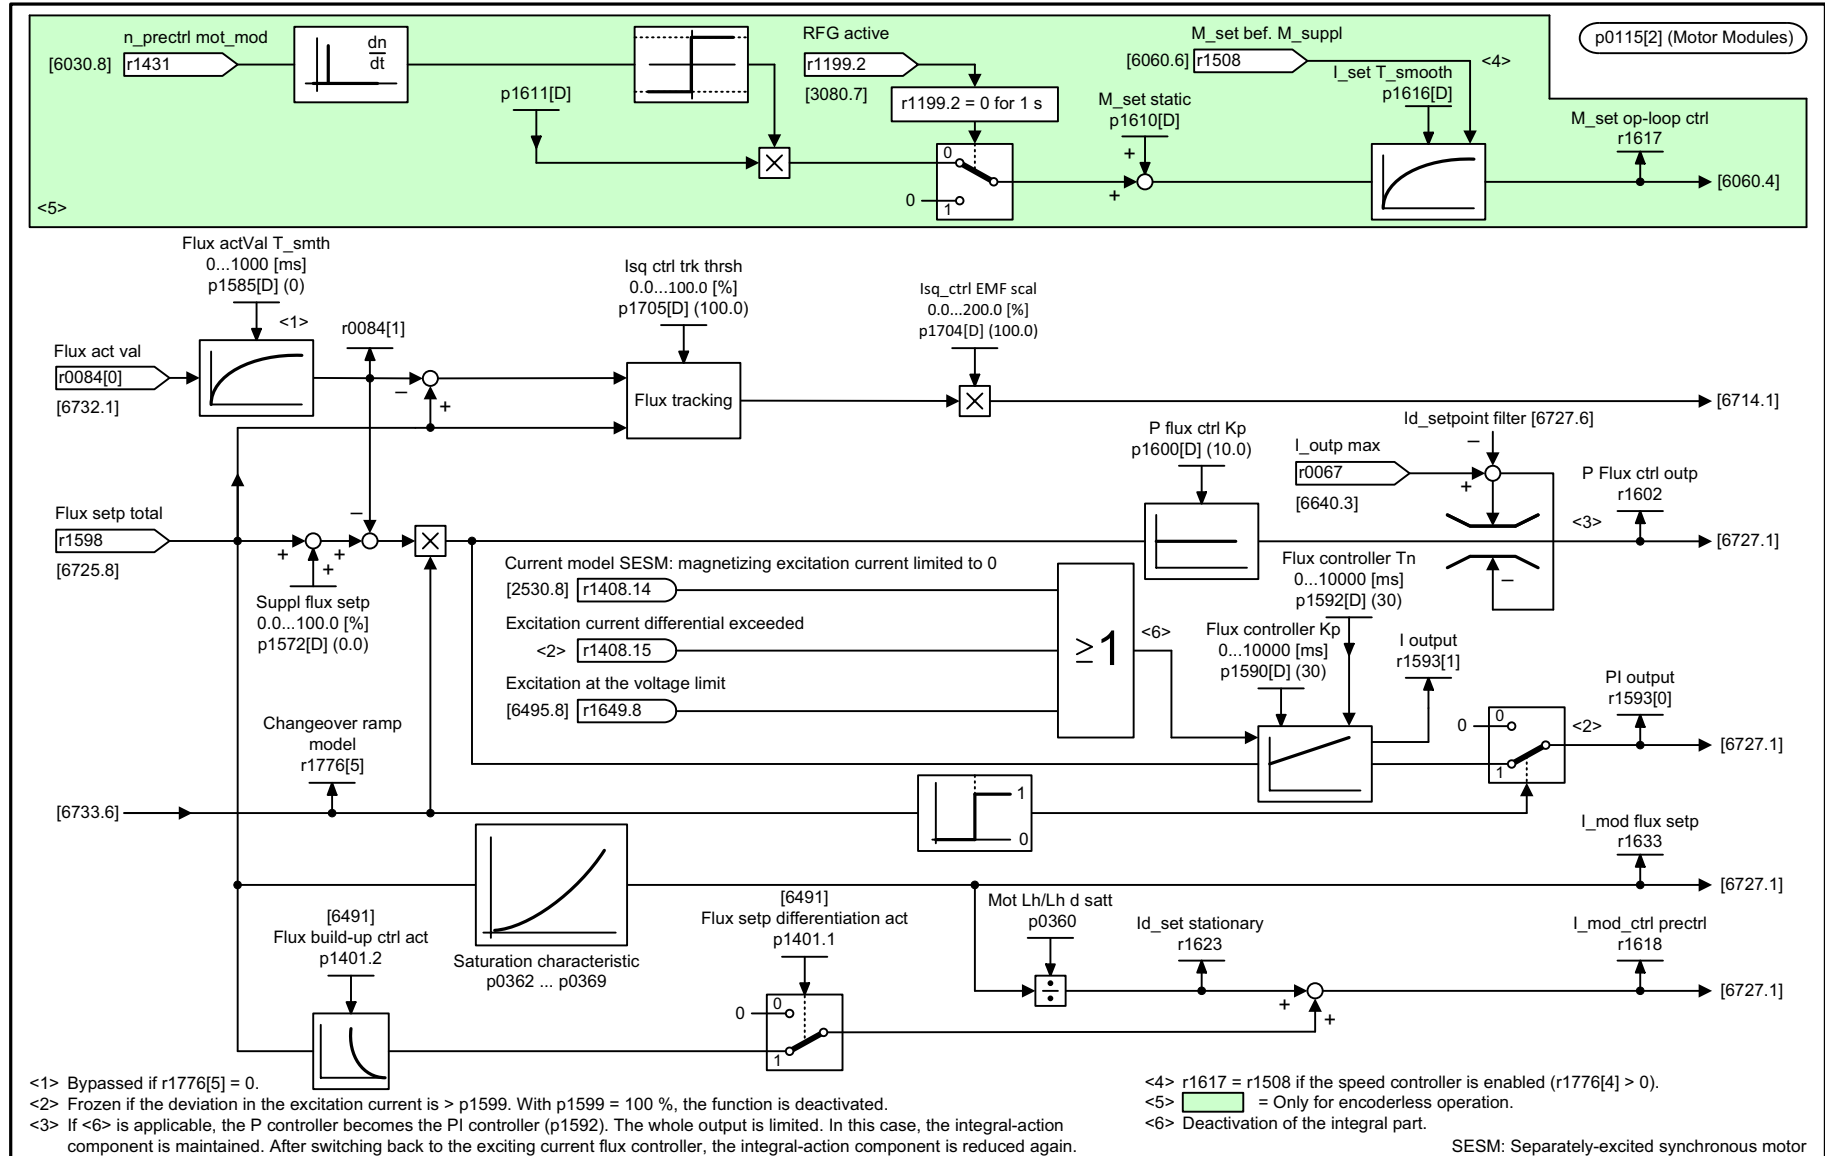 p0115[2] (Motor Modules)
n_prectrl mot_mod
[6030.8] r1431
dn
dt
p1611[D]
RFG active
r1199.2
[3080.7]
r1199.2 = 0 for 1 s
0
0
1
M_set bef. M_suppl
[6060.6] r1508
<4>
I_set T_smooth
p1616[D]
M_set static
p1610[D]
+
+
M_set op-loop ctrl
r1617
[6060.4]
<5>
Flux actVal T_smth
0...1000 [ms]
p1585[D] (0)
<1>
r0084[1]
Flux act val
r0084[0]
[6732.1]
–
+
Isq ctrl trk thrsh
0.0...100.0 [%]
p1705[D] (100.0)
Flux tracking
Isq_ctrl EMF scal
0.0...200.0 [%]
p1704[D] (100.0)
[6714.1]
P flux ctrl Kp
p1600[D] (10.0)
Id_setpoint filter [6727.6]
–
I_outp max
r0067
+
[6640.3]
P Flux ctrl outp
r1602
<3>
[6727.1]
–
Flux setp total
r1598
[6725.8]
+
+
+
–
Suppl flux setp
0.0...100.0 [%]
p1572[D] (0.0)
Current model SESM: magnetizing excitation current limited to 0
[2530.8] r1408.14
Excitation current differential exceeded
<2> r1408.15
Excitation at the voltage limit
[6495.8] r1649.8
≥1
<6>
Flux controller Tn
0...10000 [ms]
p1592[D] (30)
Flux controller Kp
0...10000 [ms]
p1590[D] (30)
I output
r1593[1]
PI output
r1593[0]
0
0
1
<2>
[6727.1]
Changeover ramp
model
r1776[5]
[6733.6]
1
0
I_mod flux setp
r1633
[6727.1]
Saturation characteristic
p0362 ... p0369
[6491]
Flux build-up ctrl act
p1401.2
[6491]
Flux setp differentiation act
p1401.1
0
0
1
Mot Lh/Lh d satt
p0360
÷
Id_set stationary
r1623
+
+
I_mod_ctrl prectrl
r1618
[6727.1]
<1> Bypassed if r1776[5] = 0.
<2> Frozen if the deviation in the excitation current is > p1599. With p1599 = 100 %, the function is deactivated.
<3> If <6> is applicable, the P controller becomes the PI controller (p1592). The whole output is limited. In this case, the integral-action
component is maintained. After switching back to the exciting current flux controller, the integral-action component is reduced again.
<4> r1617 = r1508 if the speed controller is enabled (r1776[4] > 0).
<5> = Only for encoderless operation.
<6> Deactivation of the integral part.
SESM: Separately-excited synchronous motor